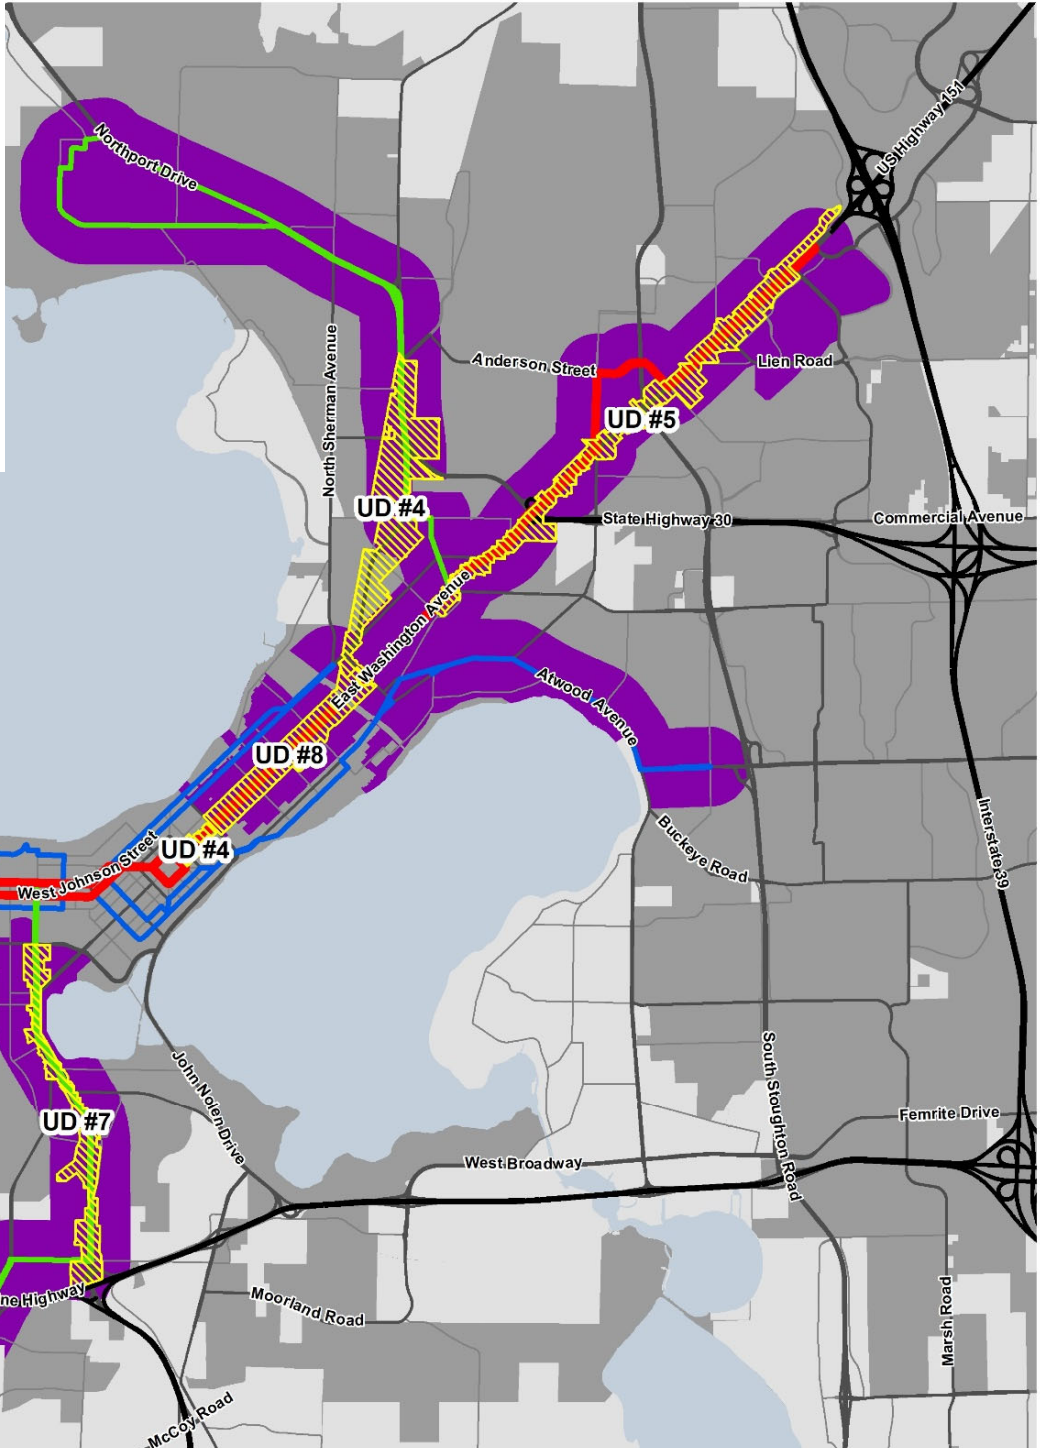 US Highway 151
Northport Drive
North Sherman Avenue
Anderson Street
Lien Road
UD #5
UD #4
State Highway 30
Commercial Avenue
East Washington Avenue
Atwood Avenue
UD #8
Interstate 39
UD #4
West Johnson Street
Buckeye Road
South Stoughton Road
John Nolen Drive
UD #7
Femrite Drive
West Broadway
ne Highway
Moorland Road
Marsh Road
McCoy Road